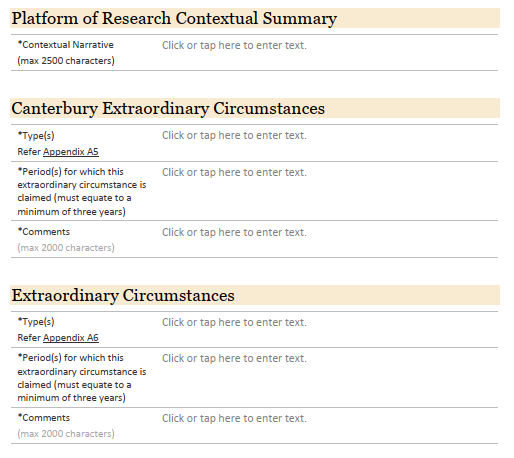 Platform of Research Contextual Summary
*Contextual Narrative Click or tap here to enter text.
(max 2500 characters)
Canterbury Extraordinary Circumstances
*Type(s) Click or tap here to enter text.
Refer Appendix A5
*Period(s) for which this Click or tap here to enter text.
extraordinary circumstance is
claimed (must equate to a
minimum of three years)
*Comments Click or tap here to enter text.
(max 2000 characters)
Extraordinary Circumstances
*Type(s) Click or tap here to enter text.
Refer Appendix A6
*Period(s) for which this Click or tap here to enter text.
extraordinary circumstance is
claimed (must equate to a
minimum of three years)
*Comments Click or tap here to enter text.
(max 2000 characters)